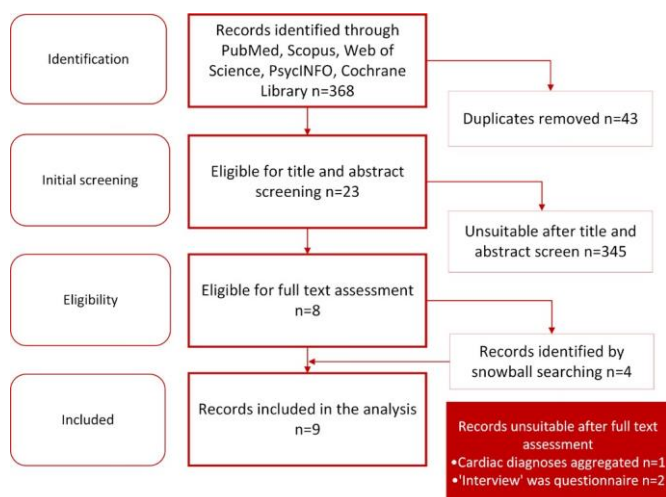 Identification
Records identified through
PubMed, Scopus, Web of
Science, PsycINFO, Cochrane
Library n=368
Duplicates removed n=43
Initial screening
Eligible for title and abstract
screening n=23
Unsuitable after title and
abstract screen n=345
Eligibility
Eligible for full text assessment
n=8
Records identified by
snowball searching n=4
Included
Records included in the analysis
n=9
Records unsuitable after full text
assessment
•Cardiac diagnoses aggregated n=1
•'Interview' was questionnaire n=2